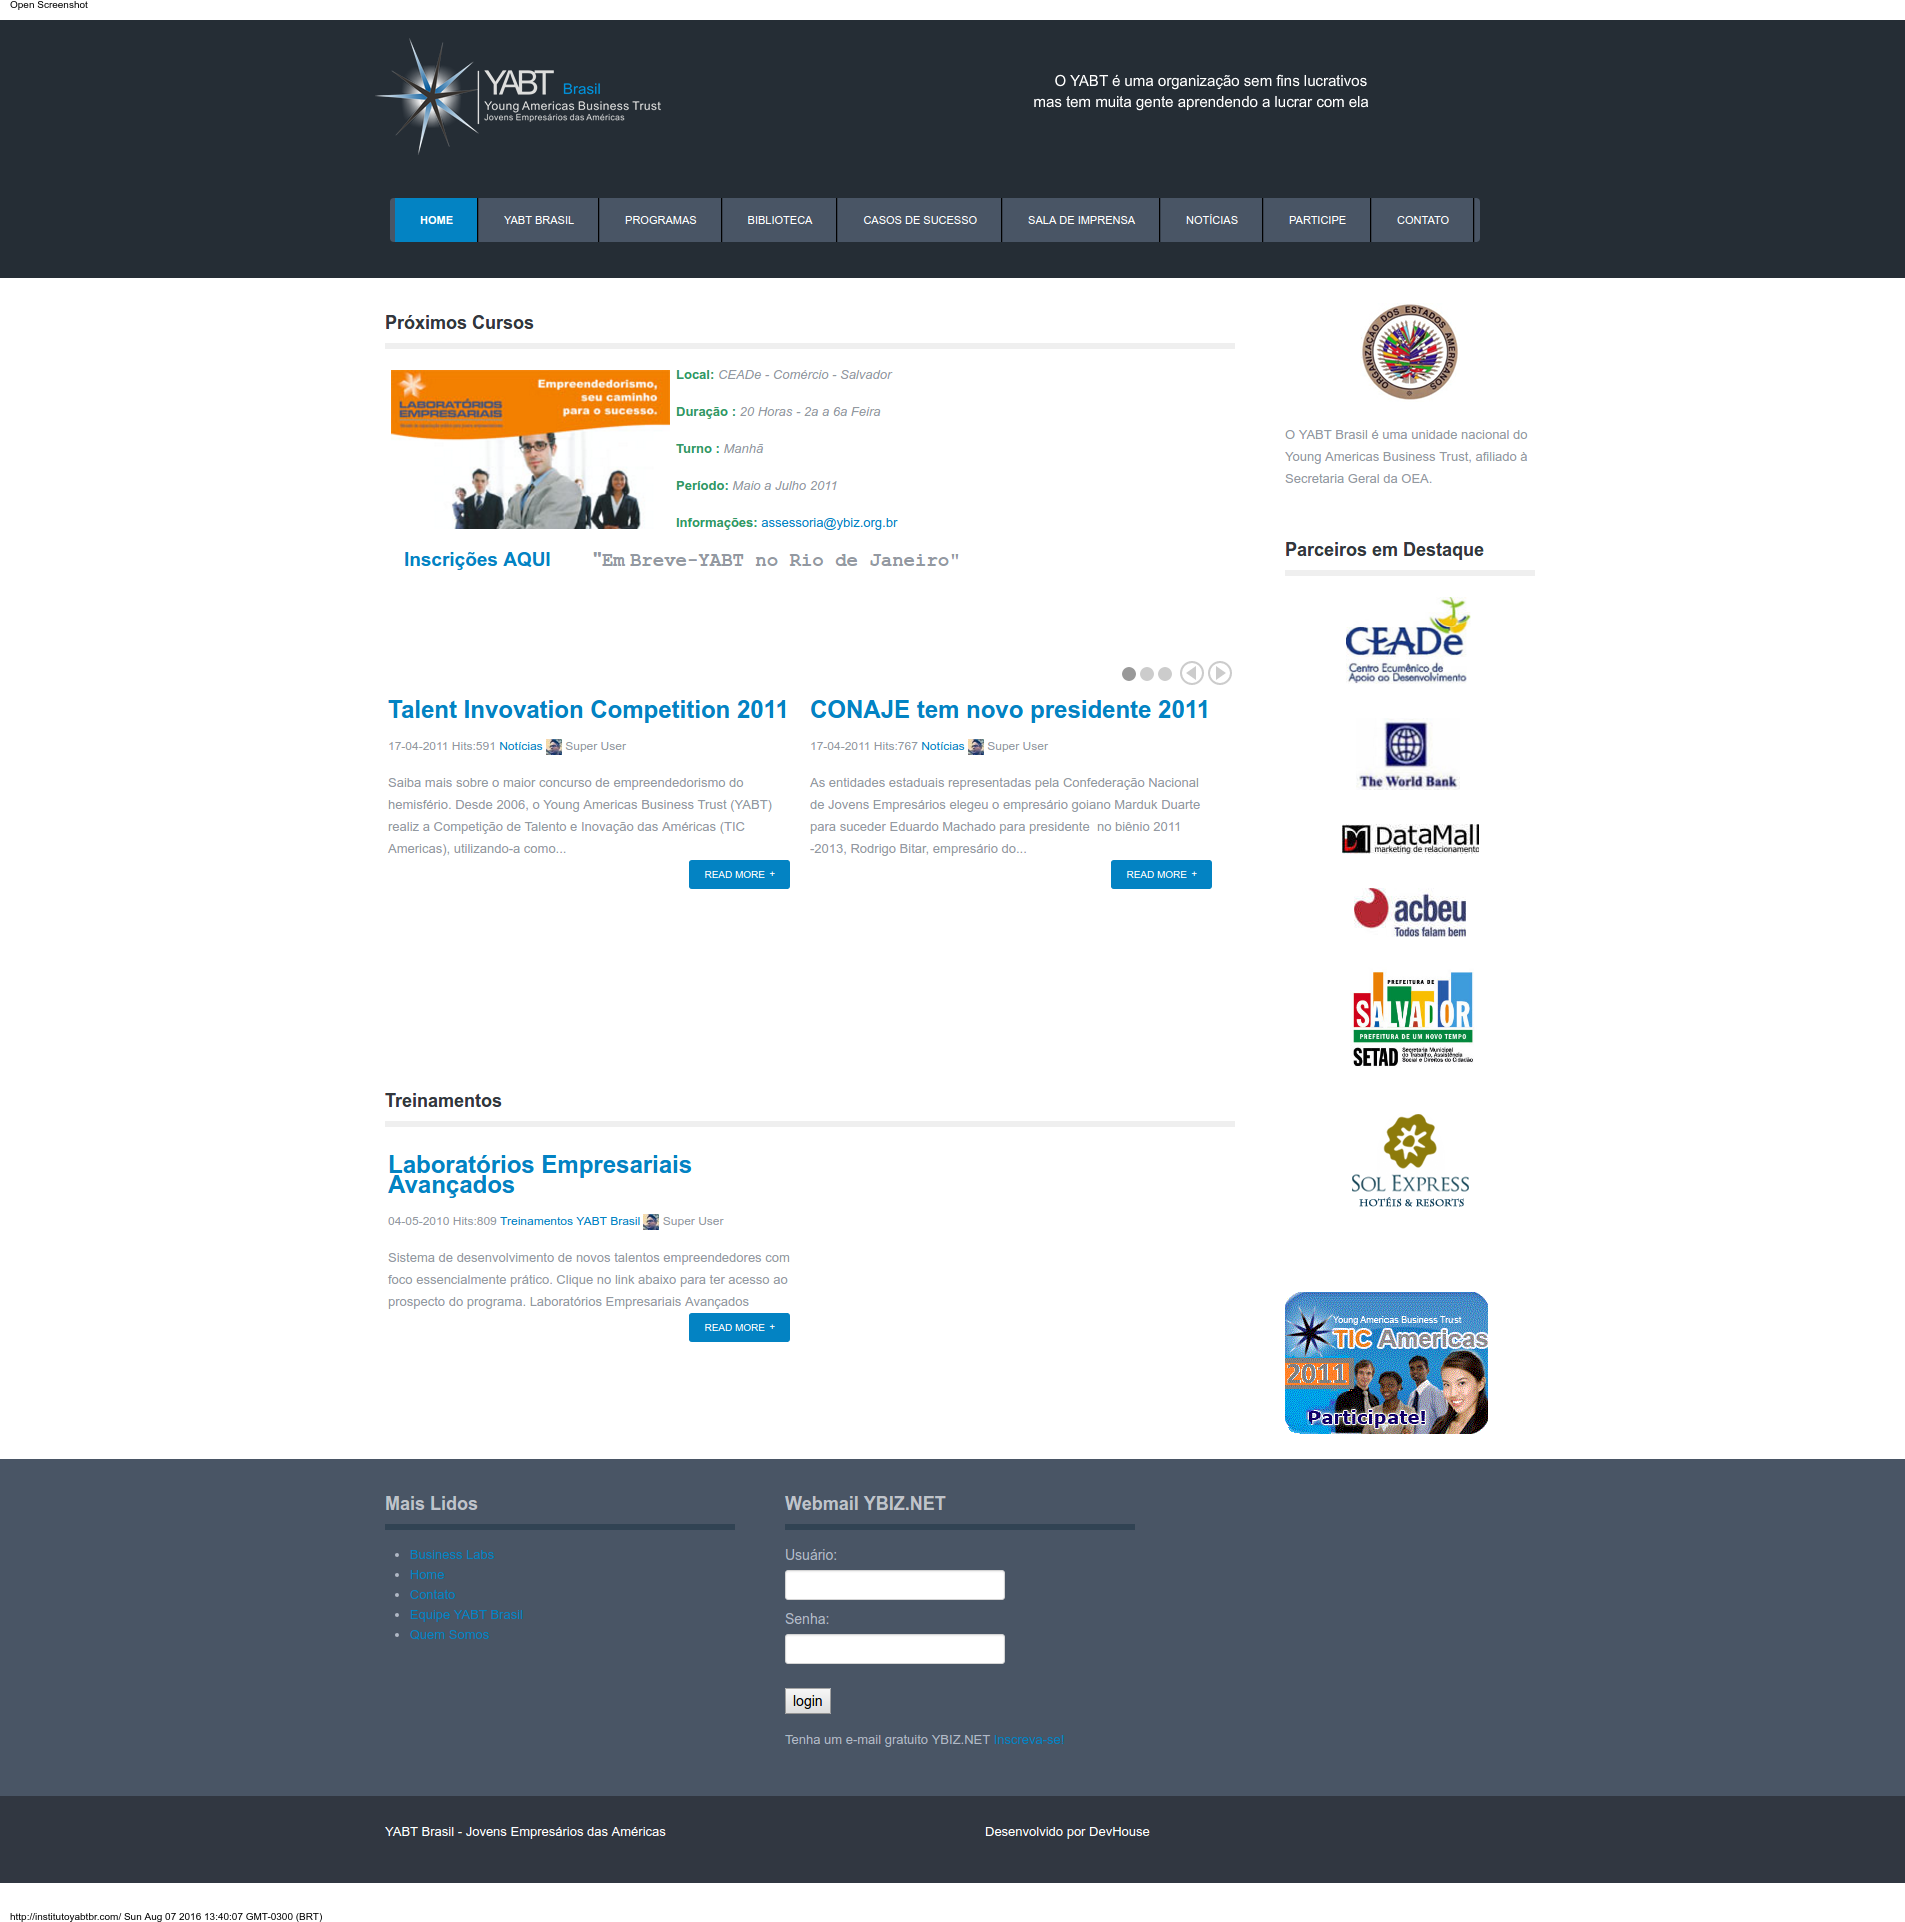 Open Screenshot
YABT Brasil
Young Americas Business Trust
Jovens Empresários das Américas
O YABT é uma organização sem fins lucrativos
mas tem muita gente aprendendo a lucrar com ela
HOME
YABT BRASIL
PROGRAMAS
BIBLIOTECA
CASOS DE SUCESSO
SALA DE IMPRENSA
NOTÍCIAS
PARTICIPE
CONTATO
Próximos Cursos
Empreendedorismo,
seu caminho
para o sucesso.
LABORATÓRIOS
EMPRESARIAIS
Local: CEADe - Comércio - Salvador
Duração : 20 Horas - 2a a 6a Feira
Turno : Manhã
Período: Maio a Julho 2011
Informações: assessoria@ybiz.org.br
Inscrições AQUI "Em Breve-YABT no Rio de Janeiro"
Talent Invovation Competition 2011
17-04-2011 Hits:591 Notícias Super User
Saiba mais sobre o maior concurso de empreendedorismo do
hemisfério. Desde 2006, o Young Americas Business Trust (YABT)
realiz a Competição de Talento e Inovação das Américas (TIC
Americas), utilizando-a como...
READ MORE +
CONAJE tem novo presidente 2011
17-04-2011 Hits:767 Notícias Super User
As entidades estaduais representadas pela Confederação Nacional
de Jovens Empresários elegeu o empresário goiano Marduk Duarte
para suceder Eduardo Machado para presidente  no biênio 2011
-2013, Rodrigo Bitar, empresário do...
READ MORE +
Treinamentos
Laboratórios Empresariais
Avançados
04-05-2010 Hits:809 Treinamentos YABT Brasil Super User
Sistema de desenvolvimento de novos talentos empreendedores com
foco essencialmente prático. Clique no link abaixo para ter acesso ao
prospecto do programa. Laboratórios Empresariais Avançados
READ MORE +
ORGANIZAÇÃO DOS ESTADOS AMERICANOS
O YABT Brasil é uma unidade nacional do
Young Americas Business Trust, afiliado à
Secretaria Geral da OEA.
Parceiros em Destaque
CEADe
Centro Ecumênico de
Apoio ao Desenvolvimento
The World Bank
DataMall
marketing de relacionamento
acbeu
Todos falam bem
PREFEITURA DE
SALVADOR
PREFEITURA DE UM NOVO TEMPO
SETAD
Secretaria Municipal
do Trabalho, Assistência
Social e Direitos do Cidadão
SOL EXPRESS
HOTÉIS & RESORTS
Young Americas Business Trust
TIC Americas
2011
Participate!
Mais Lidos
Business Labs
Home
Contato
Equipe YABT Brasil
Quem Somos
Webmail YBIZ.NET
Usuário:
Senha:
login
Tenha um e-mail gratuito YBIZ.NET Inscreva-se!
YABT Brasil - Jovens Empresários das Américas
Desenvolvido por DevHouse
http://institutoyabtbr.com/ Sun Aug 07 2016 13:40:07 GMT-0300 (BRT)